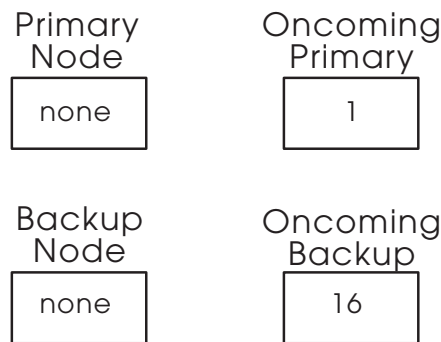 Primary
Node
none
Oncoming
Primary
1
Backup
Node
none
Oncoming
Backup
16